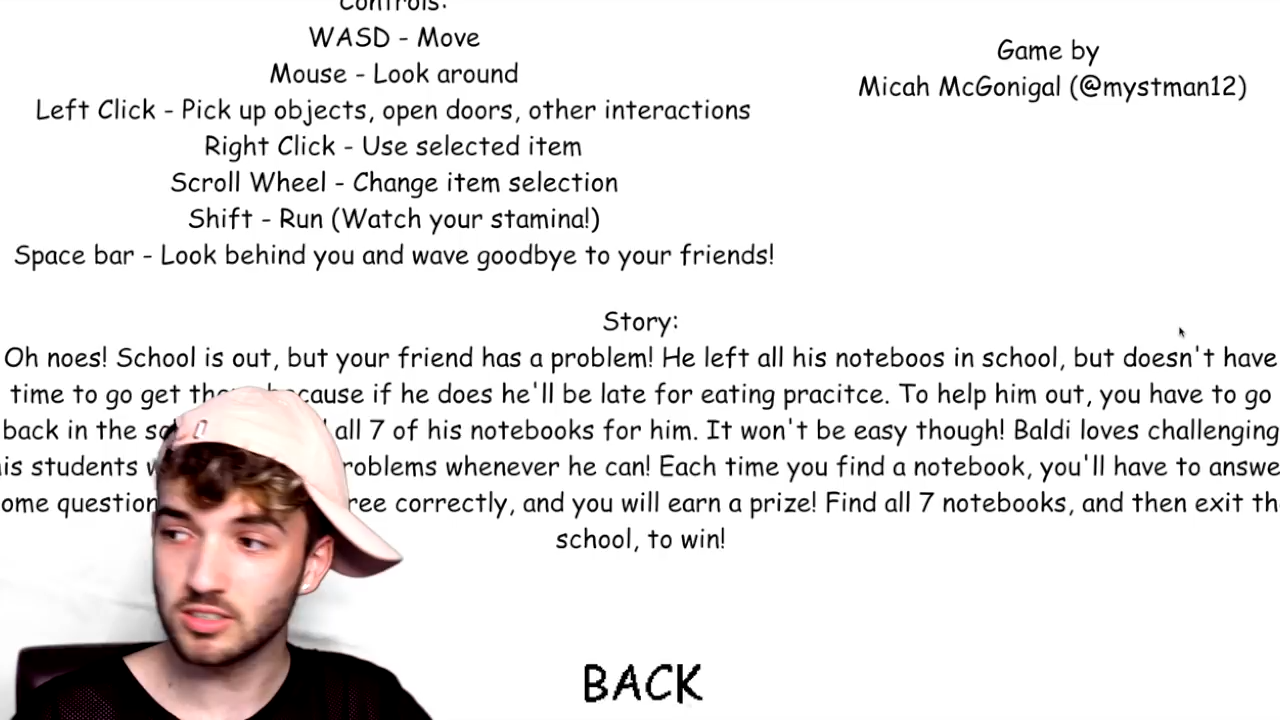 Controls:
WASD - Move
Mouse - Look around
Left Click - Pick up objects, open doors, other interactions
Right Click - Use selected item
Scroll Wheel - Change item selection
Shift - Run (Watch your stamina!)
Space bar - Look behind you and wave goodbye to your friends!
Game by
Micah McGonigal (@mystman12)
Story:
Oh noes! School is out, but your friend has a problem! He left all his noteboos in school, but doesn't have
time to go get because if he does he'll be late for eating pracitce. To help him out, you have to go
back in the all 7 of his notebooks for him. It won't be easy though! Baldi loves challenging
his students problems whenever he can! Each time you find a notebook, you'll have to answer
some question correctly, and you will earn a prize! Find all 7 notebooks, and then exit the
school, to win!
BACK